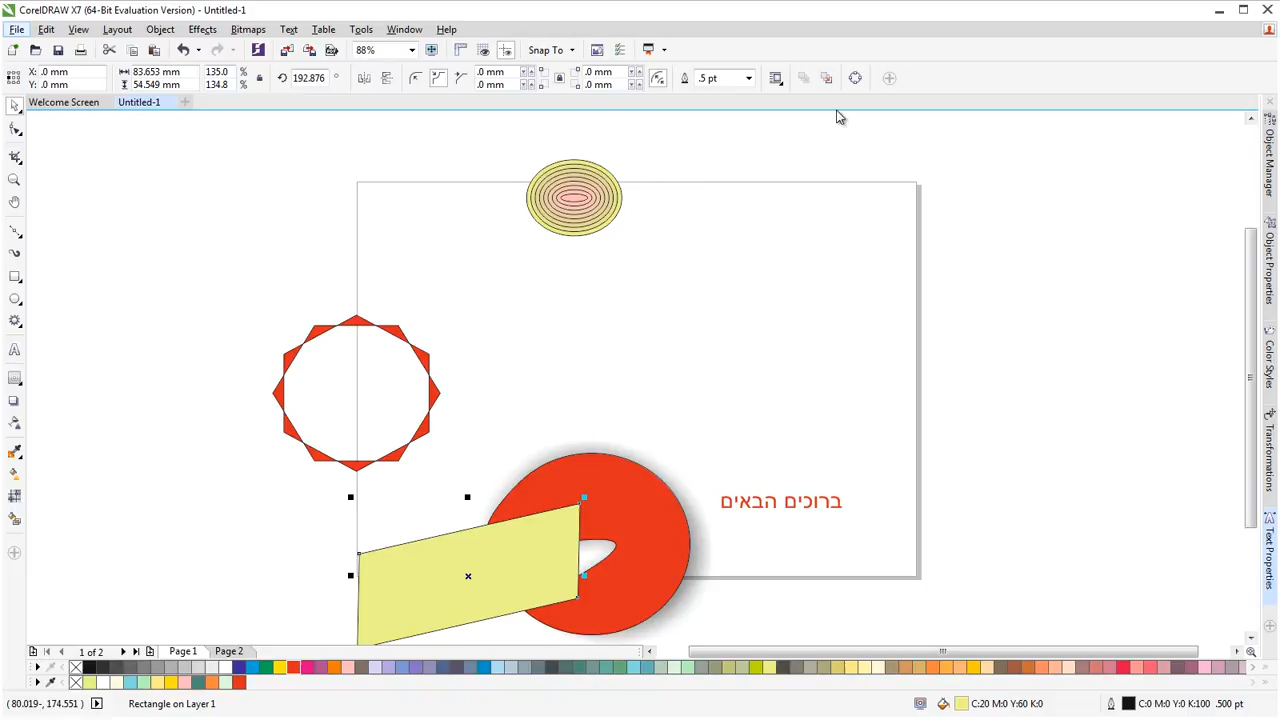 CorelDRAW X7 (64-Bit Evaluation Version) - Untitled-1
File Edit View Layout Object Effects Bitmaps Text Table Tools Window Help
88% Snap To
X: .0 mm 83.653 mm 135.0 % 192.876 ° .0 mm .0 mm .5 pt
Y: .0 mm 54.549 mm 134.8 % .0 mm .0 mm
Welcome Screen Untitled-1
Object Manager
Object Properties
Color Styles
Transformations
Text Properties
ברוכים הבאים
1 of 2 Page 1 Page 2
(80.019-, 174.551) Rectangle on Layer 1 C:20 M:0 Y:60 K:0 C:0 M:0 Y:0 K:100 .500 pt